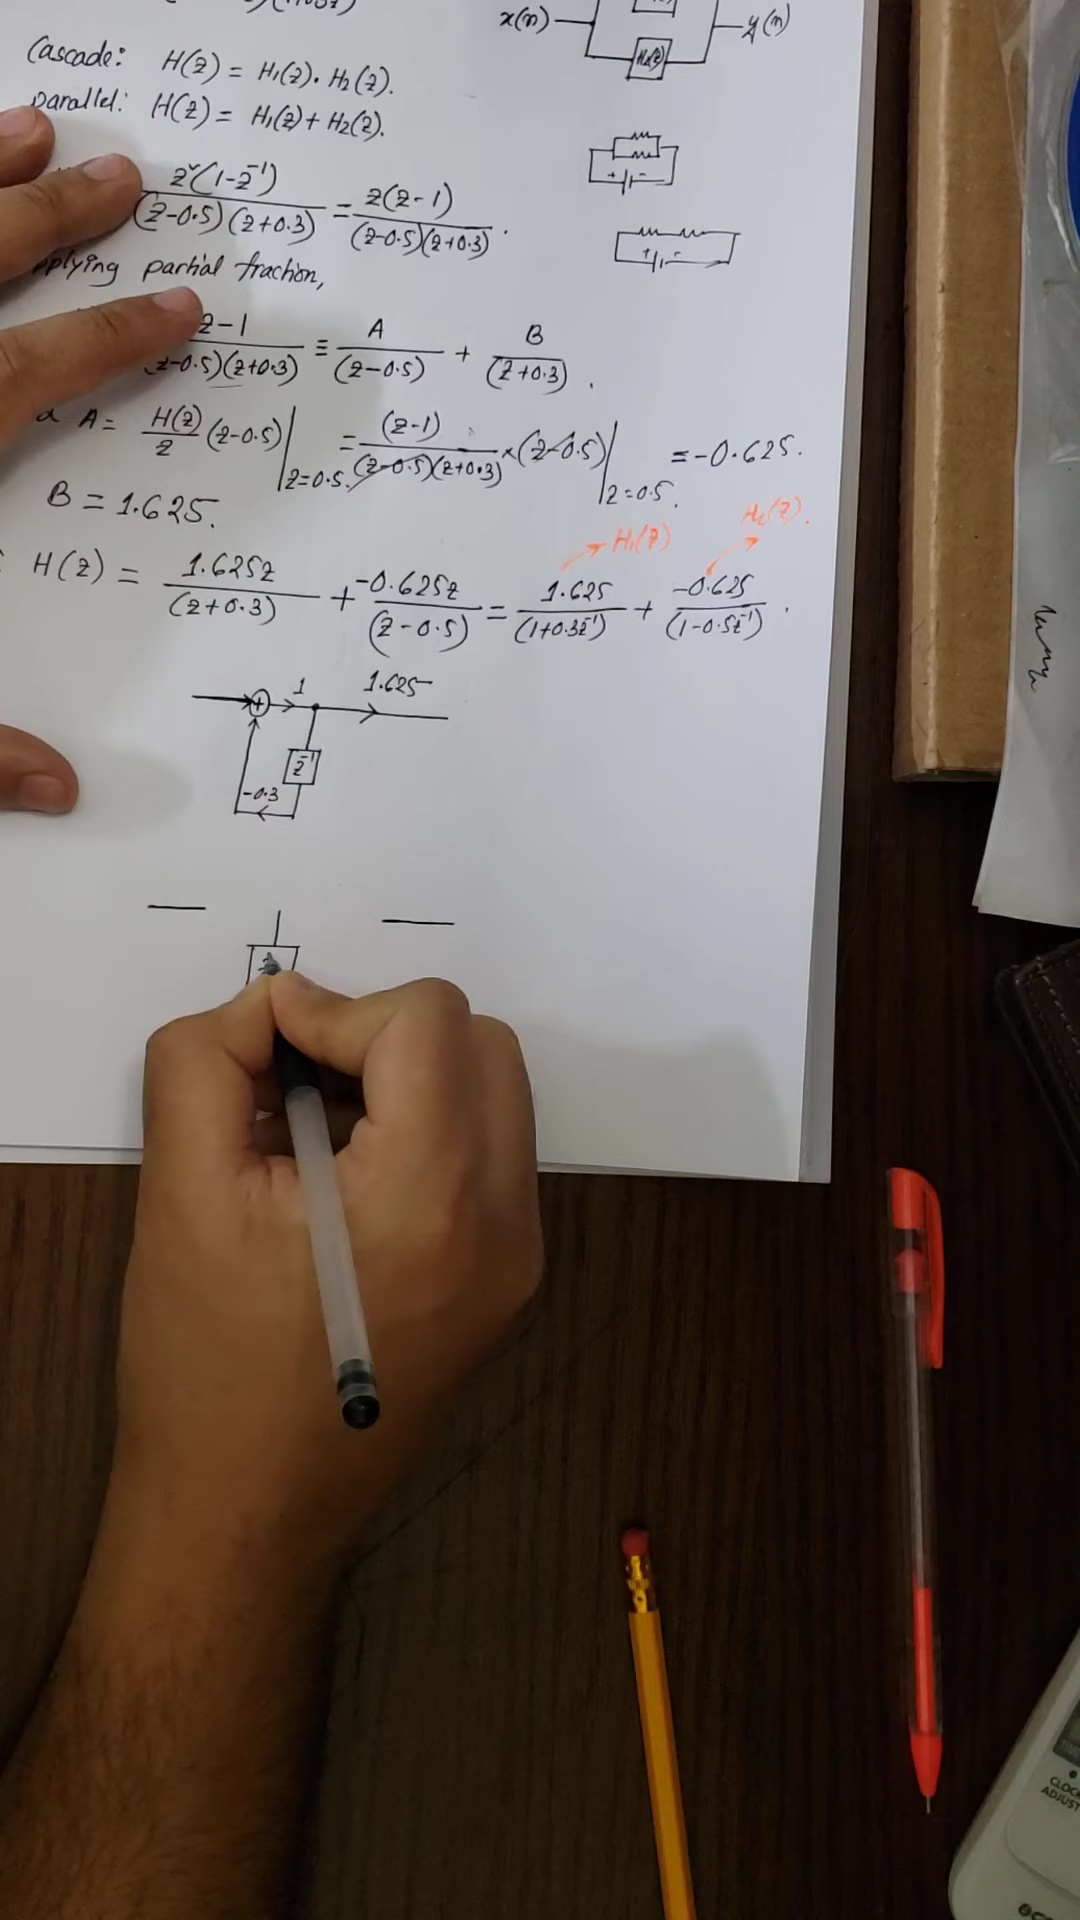 x(n) y(n)
H₂(z)
Cascade: H(z) = H₁(z). H₂(z).
parallel: H(z) = H₁(z) + H₂(z).
z²(1-z⁻¹) / (z-0.5)(z+0.3) = z(z-1) / (z-0.5)(z+0.3) .
pplying partial fraction,
z-1 / (z-0.5)(z+0.3) ≡ A / (z-0.5) + B / (z+0.3) .
A = H(z) / z (z-0.5) | z=0.5. = (z-1) / (z-0.5)(z+0.3) × (z-0.5) | z=0.5. = -0.625.
B = 1.625.
H₁(z) H₂(z).
H(z) = 1.625z / (z+0.3) + -0.625z / (z-0.5) = 1.625 / (1+0.3z⁻¹) + -0.625 / (1-0.5z⁻¹) .
+ 1 1.625
z⁻¹
-0.3
CLOCK
ADJUST